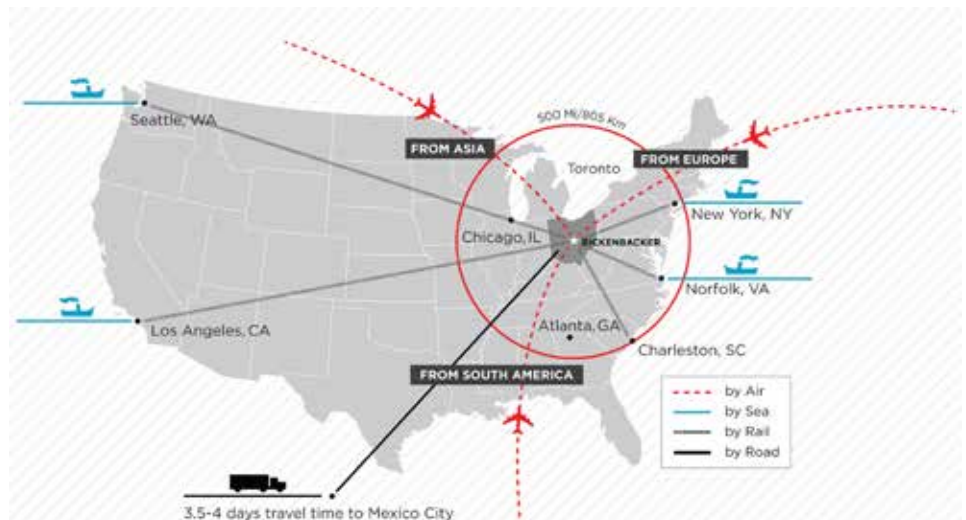 500 Mi/805 Km
Seattle, WA
FROM ASIA
Toronto
FROM EUROPE
New York, NY
Chicago, IL
RICKENBACKER
Norfolk, VA
Los Angeles, CA
Atlanta, GA
Charleston, SC
FROM SOUTH AMERICA
by Air
by Sea
by Rail
by Road
3.5-4 days travel time to Mexico City